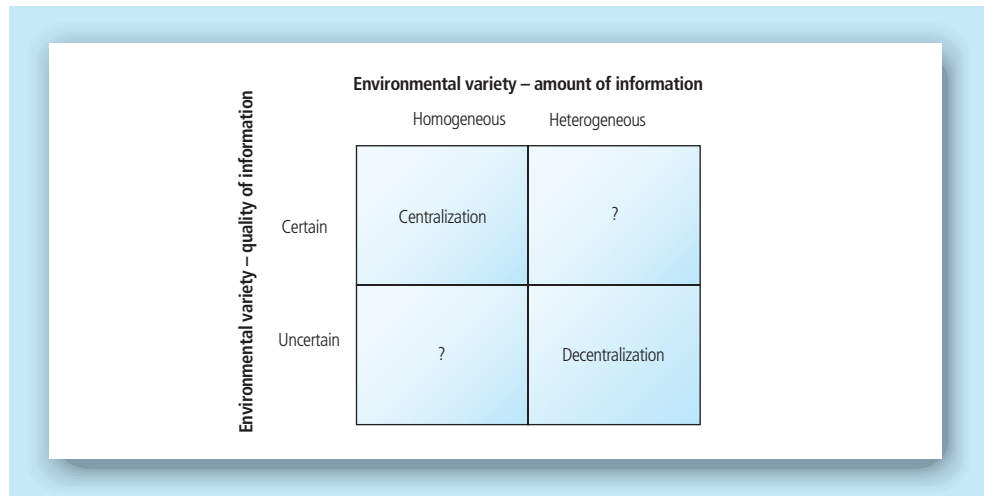 Environmental variety – amount of information
Homogeneous
Heterogeneous
Environmental variety – quality of information
Certain
Centralization
?
Uncertain
?
Decentralization